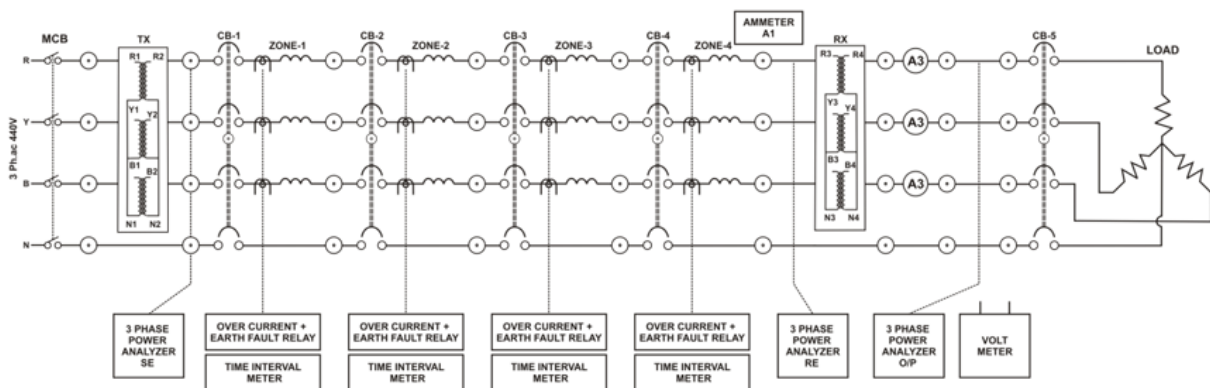 AMMETER
A1
MCB
TX
CB-1
ZONE-1
CB-2
ZONE-2
CB-3
ZONE-3
CB-4
ZONE-4
RX
CB-5
LOAD
R
R1 R2
R3 R4
A3
3 Ph.ac 440V
Y
Y1 Y2
Y3 Y4
A3
B
B1 B2
B3 B4
A3
N1 N2
N3 N4
N
3 PHASE
POWER
ANALYZER
SE
OVER CURRENT +
EARTH FAULT RELAY
TIME INTERVAL
METER
OVER CURRENT +
EARTH FAULT RELAY
TIME INTERVAL
METER
OVER CURRENT +
EARTH FAULT RELAY
TIME INTERVAL
METER
OVER CURRENT +
EARTH FAULT RELAY
TIME INTERVAL
METER
3 PHASE
POWER
ANALYZER
RE
3 PHASE
POWER
ANALYZER
O/P
VOLT
METER